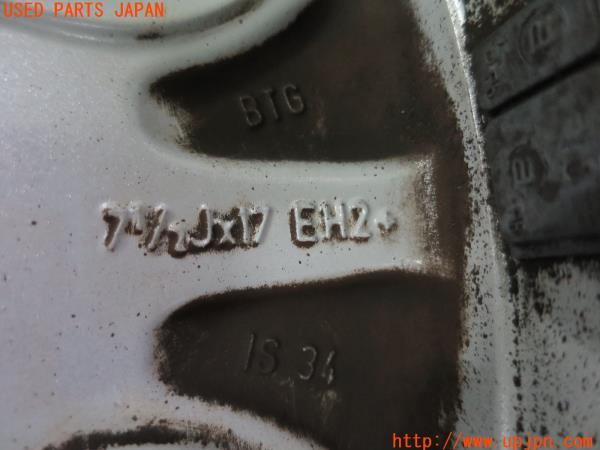 USED PARTS JAPAN
BTG
7½Jx17 EH2+
IS 34
http://www.upjpn.com